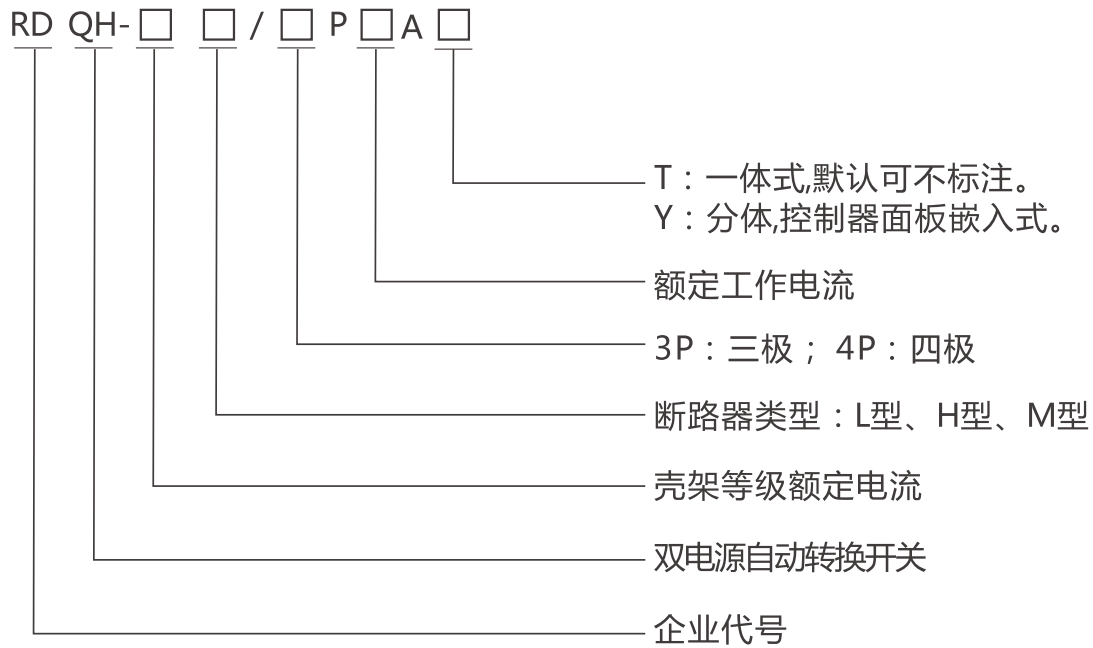 RD QH-□ □ / □ P □ A □
T：一体式,默认可不标注。
Y：分体,控制器面板嵌入式。
额定工作电流
3P：三极； 4P：四极
断路器类型：L型、H型、M型
壳架等级额定电流
双电源自动转换开关
企业代号